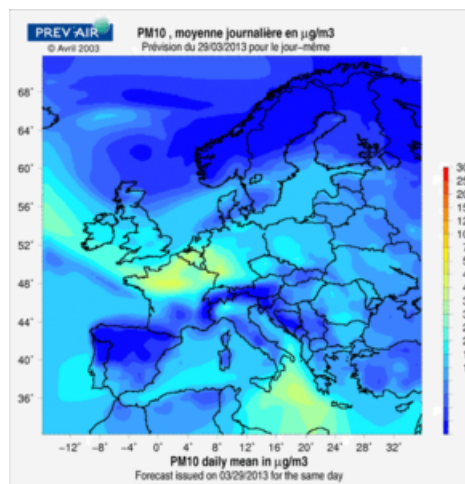 PREV'AIR
© Avril 2003
PM10 , moyenne journalière en µg/m3
Prévision du 29/03/2013 pour le jour-même
68
64
60
56
52
48
44
40
36
−12° −8° −4° 0° 4° 8° 12° 16° 20° 24° 28° 32°
PM10 daily mean in µg/m3
Forecast issued on 03/29/2013 for the same day